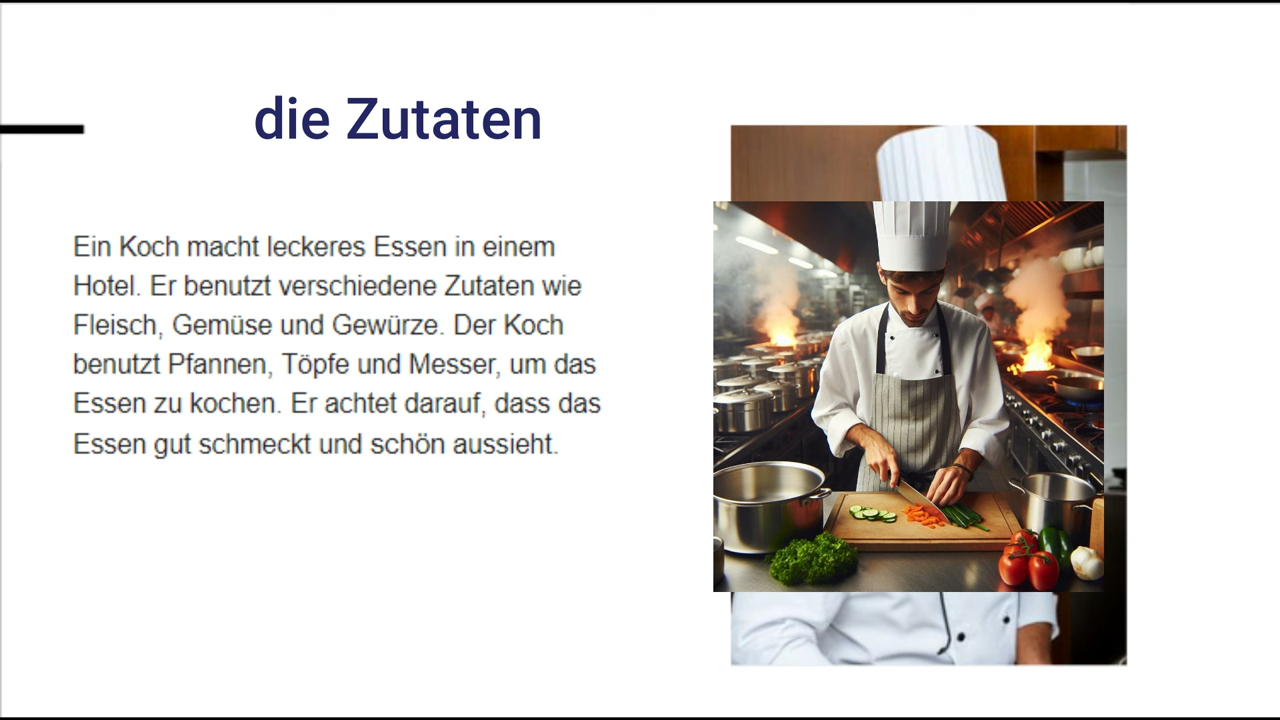 die Zutaten
Ein Koch macht leckeres Essen in einem
Hotel. Er benutzt verschiedene Zutaten wie
Fleisch, Gemüse und Gewürze. Der Koch
benutzt Pfannen, Töpfe und Messer, um das
Essen zu kochen. Er achtet darauf, dass das
Essen gut schmeckt und schön aussieht.